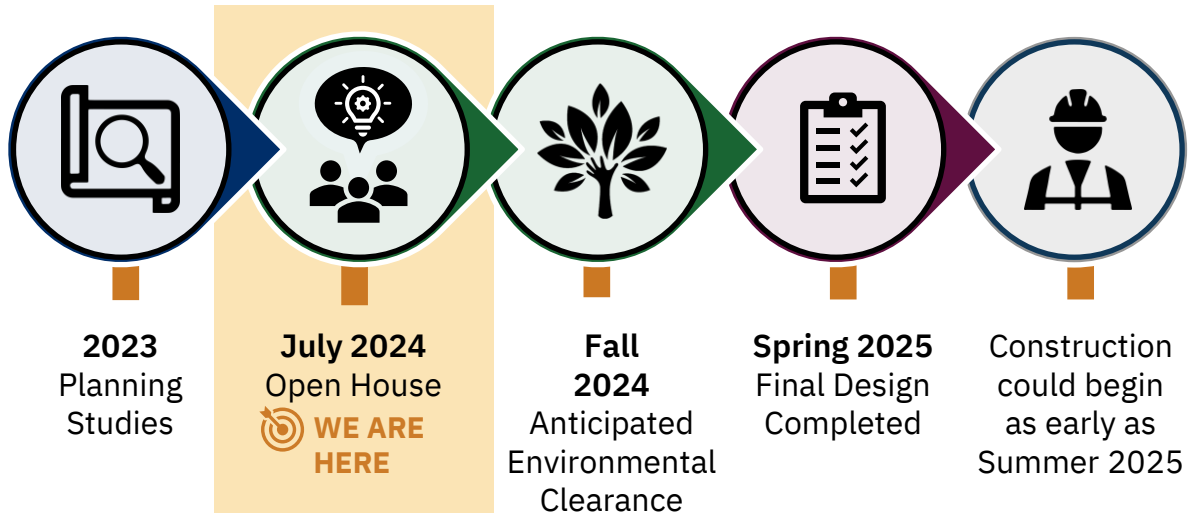 2023
Planning
Studies
July 2024
Open House
WE ARE
HERE
Fall
2024
Anticipated
Environmental
Clearance
Spring 2025
Final Design
Completed
Construction
could begin
as early as
Summer 2025